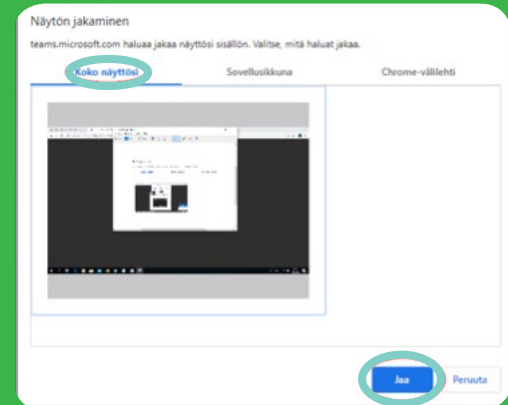 Näytön jakaminen
teams.microsoft.com haluaa jakaa näyttösi sisällön. Valitse, mitä haluat jakaa.
Koko näyttösi Sovellusikkuna Chrome-välilehti
Jaa Peruuta